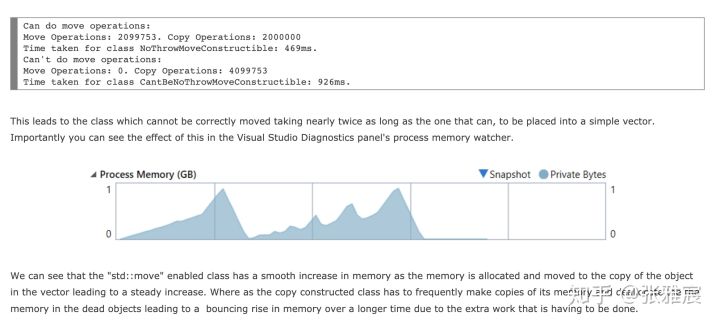 Can do move operations:
Move Operations: 2099753. Copy Operations: 2000000
Time taken for class NoThrowMoveConstructible: 469ms.
Can't do move operations:
Move Operations: 0. Copy Operations: 4099753
Time taken for class CantBeNoThrowMoveConstructible: 926ms.
This leads to the class which cannot be correctly moved taking nearly twice as long as the one that can, to be placed into a simple vector.
Importantly you can see the effect of this in the Visual Studio Diagnostics panel's process memory watcher.
Process Memory (GB)
Snapshot
Private Bytes
1
1
0
0
We can see that the "std::move" enabled class has a smooth increase in memory as the memory is allocated and moved to the copy of the object
in the vector leading to a steady increase. Where as the copy constructed class has to frequently make copies of its memory and the
memory in the dead objects leading to a bouncing rise in memory over a longer time due to the extra work that is having to be done.
知乎 @张雅宸